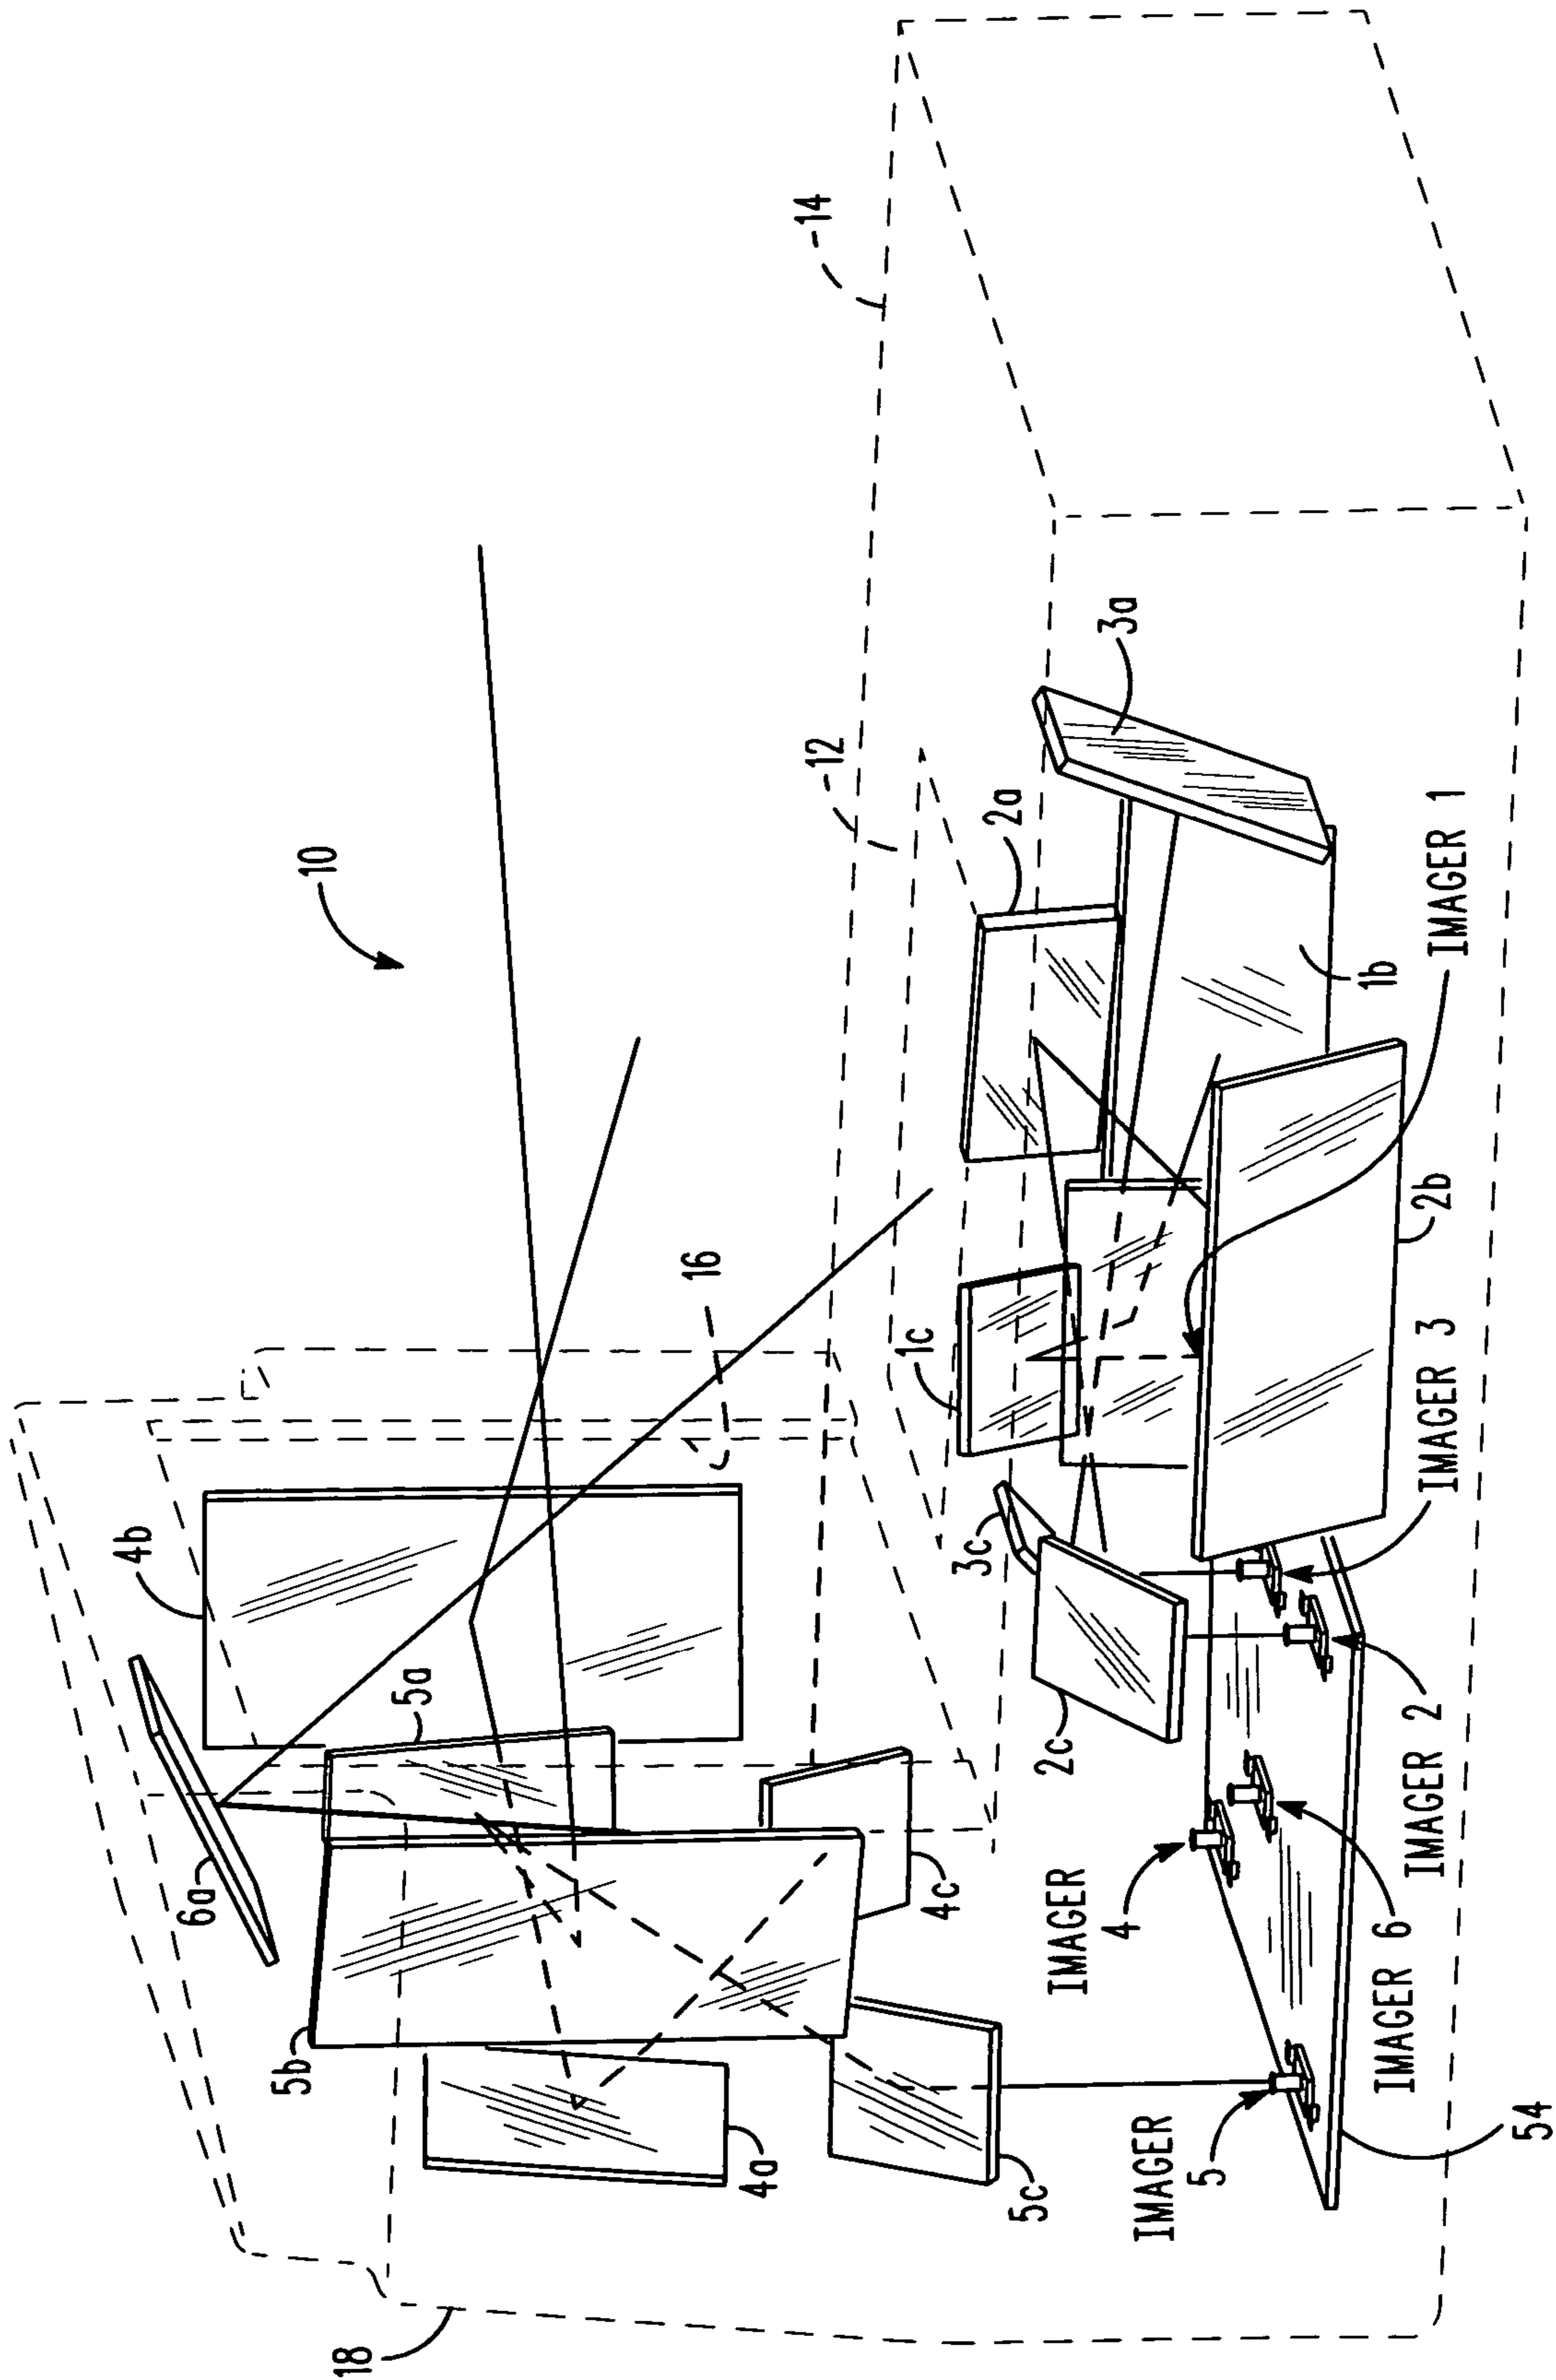 10
14
12
16
18
4b
6a
5a
5b
4a
4c
5c
3c
2c
1c
2a
3a
1b
2b
IMAGER 1
IMAGER 3
IMAGER 2
IMAGER 6
IMAGER
4
IMAGER
5
54